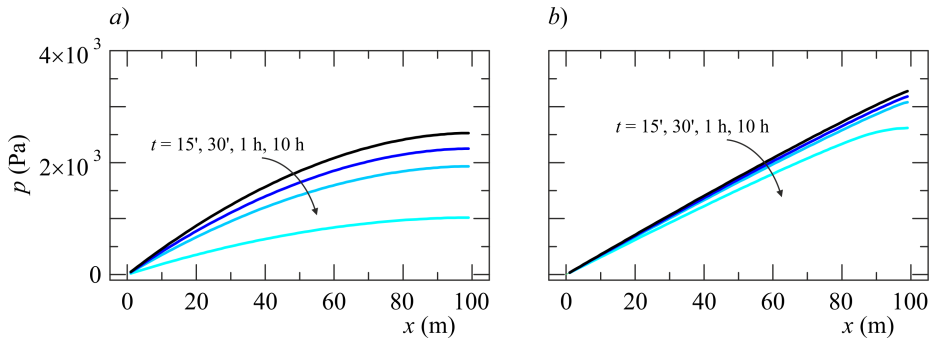 a) b)
4×10³
t = 15', 30', 1 h, 10 h t = 15', 30', 1 h, 10 h
p (Pa)
2×10³
0
0 20 40 60 80 100 0 20 40 60 80 100
x (m) x (m)